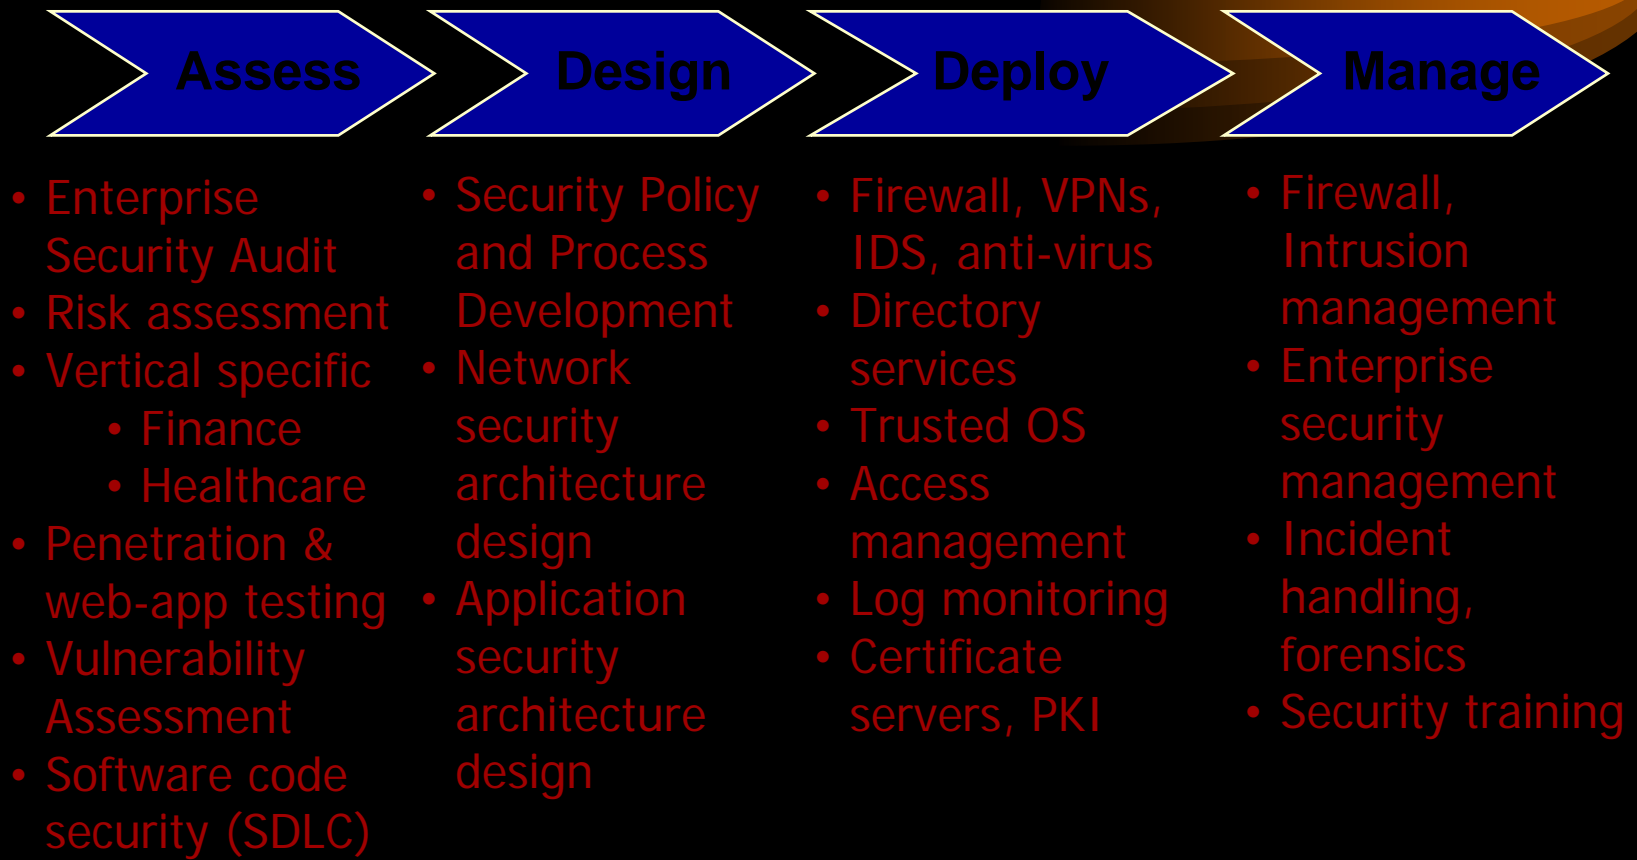 Assess
Design
Deploy
Manage
• Enterprise
Security Audit
• Risk assessment
• Vertical specific
• Finance
• Healthcare
• Penetration &
web-app testing
• Vulnerability
Assessment
• Software code
security (SDLC)
• Security Policy
and Process
Development
• Network
security
architecture
design
• Application
security
architecture
design
• Firewall, VPNs,
IDS, anti-virus
• Directory
services
• Trusted OS
• Access
management
• Log monitoring
• Certificate
servers, PKI
• Firewall,
Intrusion
management
• Enterprise
security
management
• Incident
handling,
forensics
• Security training